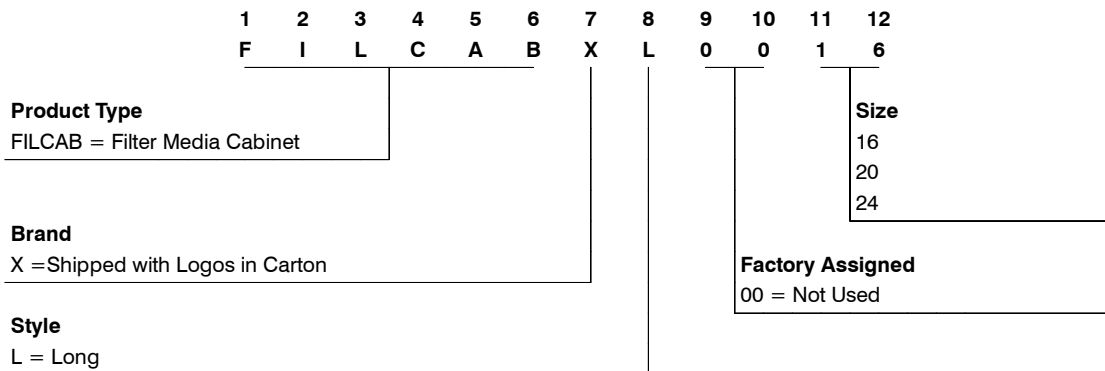 1 2 3 4 5 6 7 8 9 10 11 12
F I L C A B X L 0 0 1 6
Product Type
FILCAB = Filter Media Cabinet
Size
16
20
24
Brand
X =Shipped with Logos in Carton
Factory Assigned
00 = Not Used
Style
L = Long